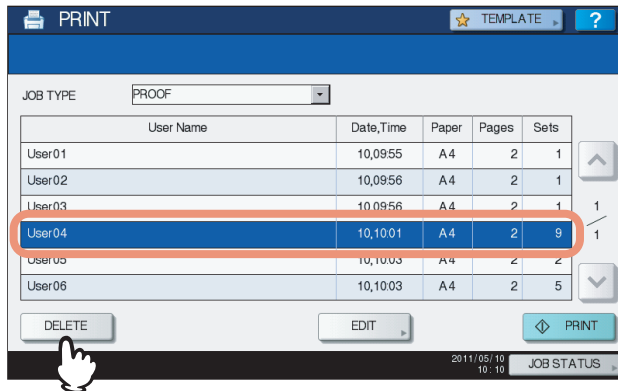 PRINT TEMPLATE ?
JOB TYPE PROOF
User Name Date,Time Paper Pages Sets
User01 10,09:55 A4 2 1
User02 10,09:56 A4 2 1
User03 10,09:56 A4 2 1
User04 10,10:01 A4 2 9
User05 10,10:03 A4 2 2
User06 10,10:03 A4 2 5
1
1
DELETE EDIT PRINT
2011/05/10
10:10 JOB STATUS